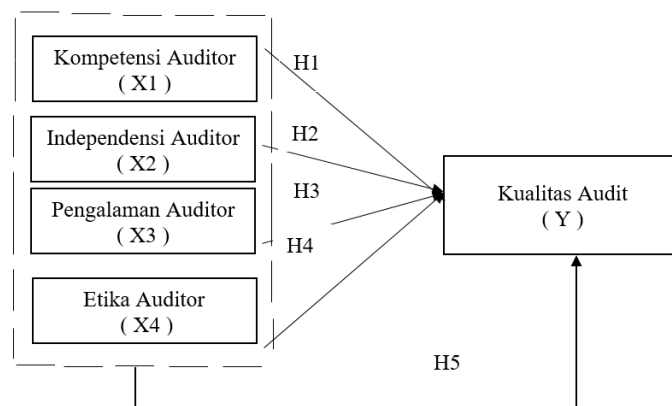 Kompetensi Auditor
( X1 )
H1
Independensi Auditor
( X2 )
H2
Pengalaman Auditor
( X3 )
H3
H4
Etika Auditor
( X4 )
Kualitas Audit
( Y )
H5